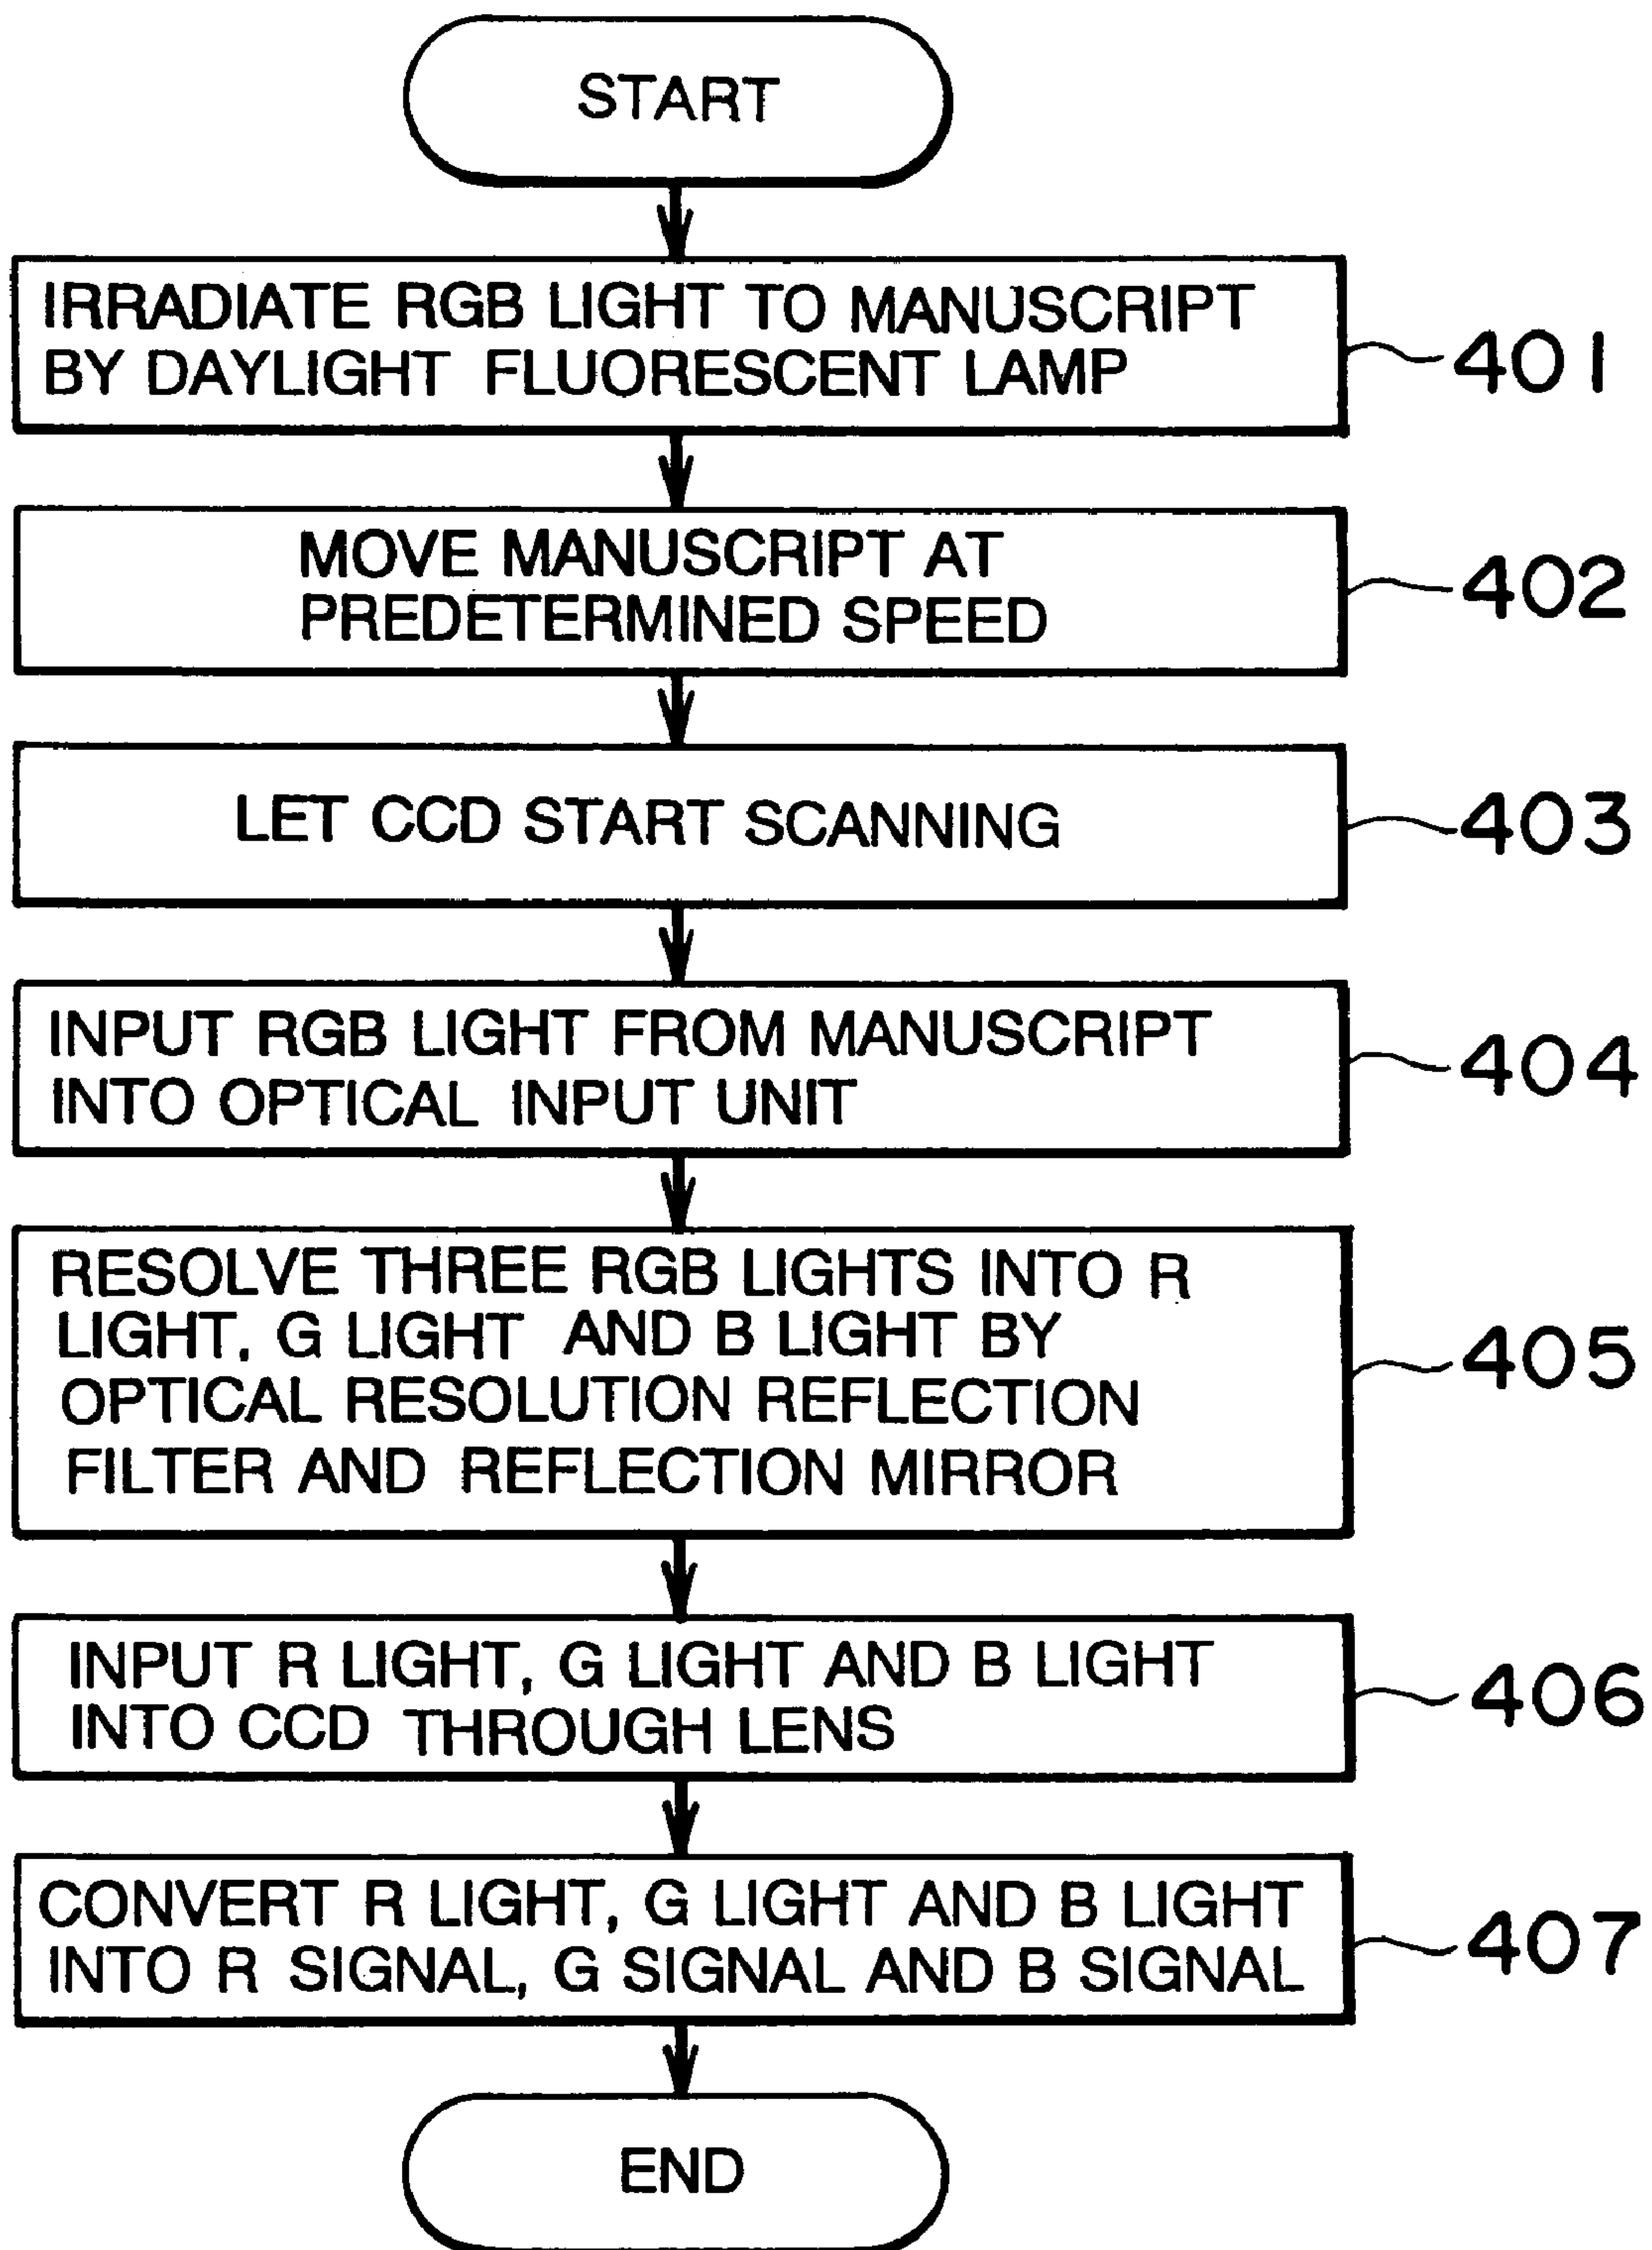 START
IRRADIATE RGB LIGHT TO MANUSCRIPT
BY DAYLIGHT FLUORESCENT LAMP
401
MOVE MANUSCRIPT AT
PREDETERMINED SPEED
402
LET CCD START SCANNING
403
INPUT RGB LIGHT FROM MANUSCRIPT
INTO OPTICAL INPUT UNIT
404
RESOLVE THREE RGB LIGHTS INTO R
LIGHT, G LIGHT AND B LIGHT BY
OPTICAL RESOLUTION REFLECTION
FILTER AND REFLECTION MIRROR
405
INPUT R LIGHT, G LIGHT AND B LIGHT
INTO CCD THROUGH LENS
406
CONVERT R LIGHT, G LIGHT AND B LIGHT
INTO R SIGNAL, G SIGNAL AND B SIGNAL
407
END